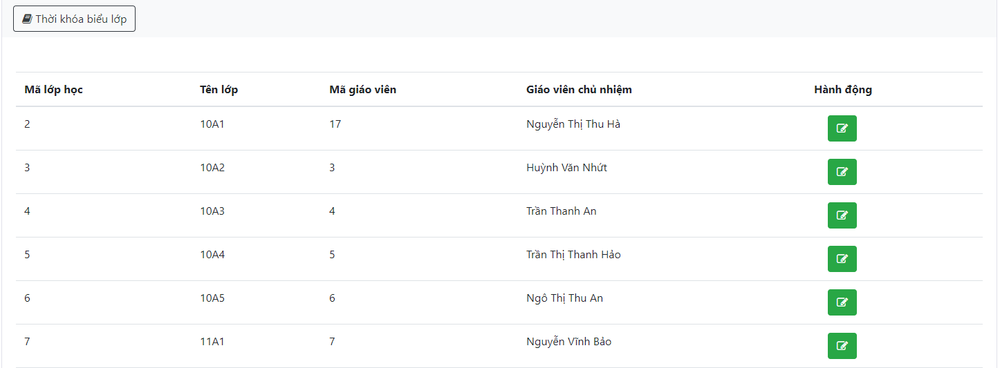 Thời khóa biểu lớp
Mã lớp học Tên lớp Mã giáo viên Giáo viên chủ nhiệm Hành động
2 10A1 17 Nguyễn Thị Thu Hà
3 10A2 3 Huỳnh Văn Nhứt
4 10A3 4 Trần Thanh An
5 10A4 5 Trần Thị Thanh Hảo
6 10A5 6 Ngô Thị Thu An
7 11A1 7 Nguyễn Vĩnh Bảo